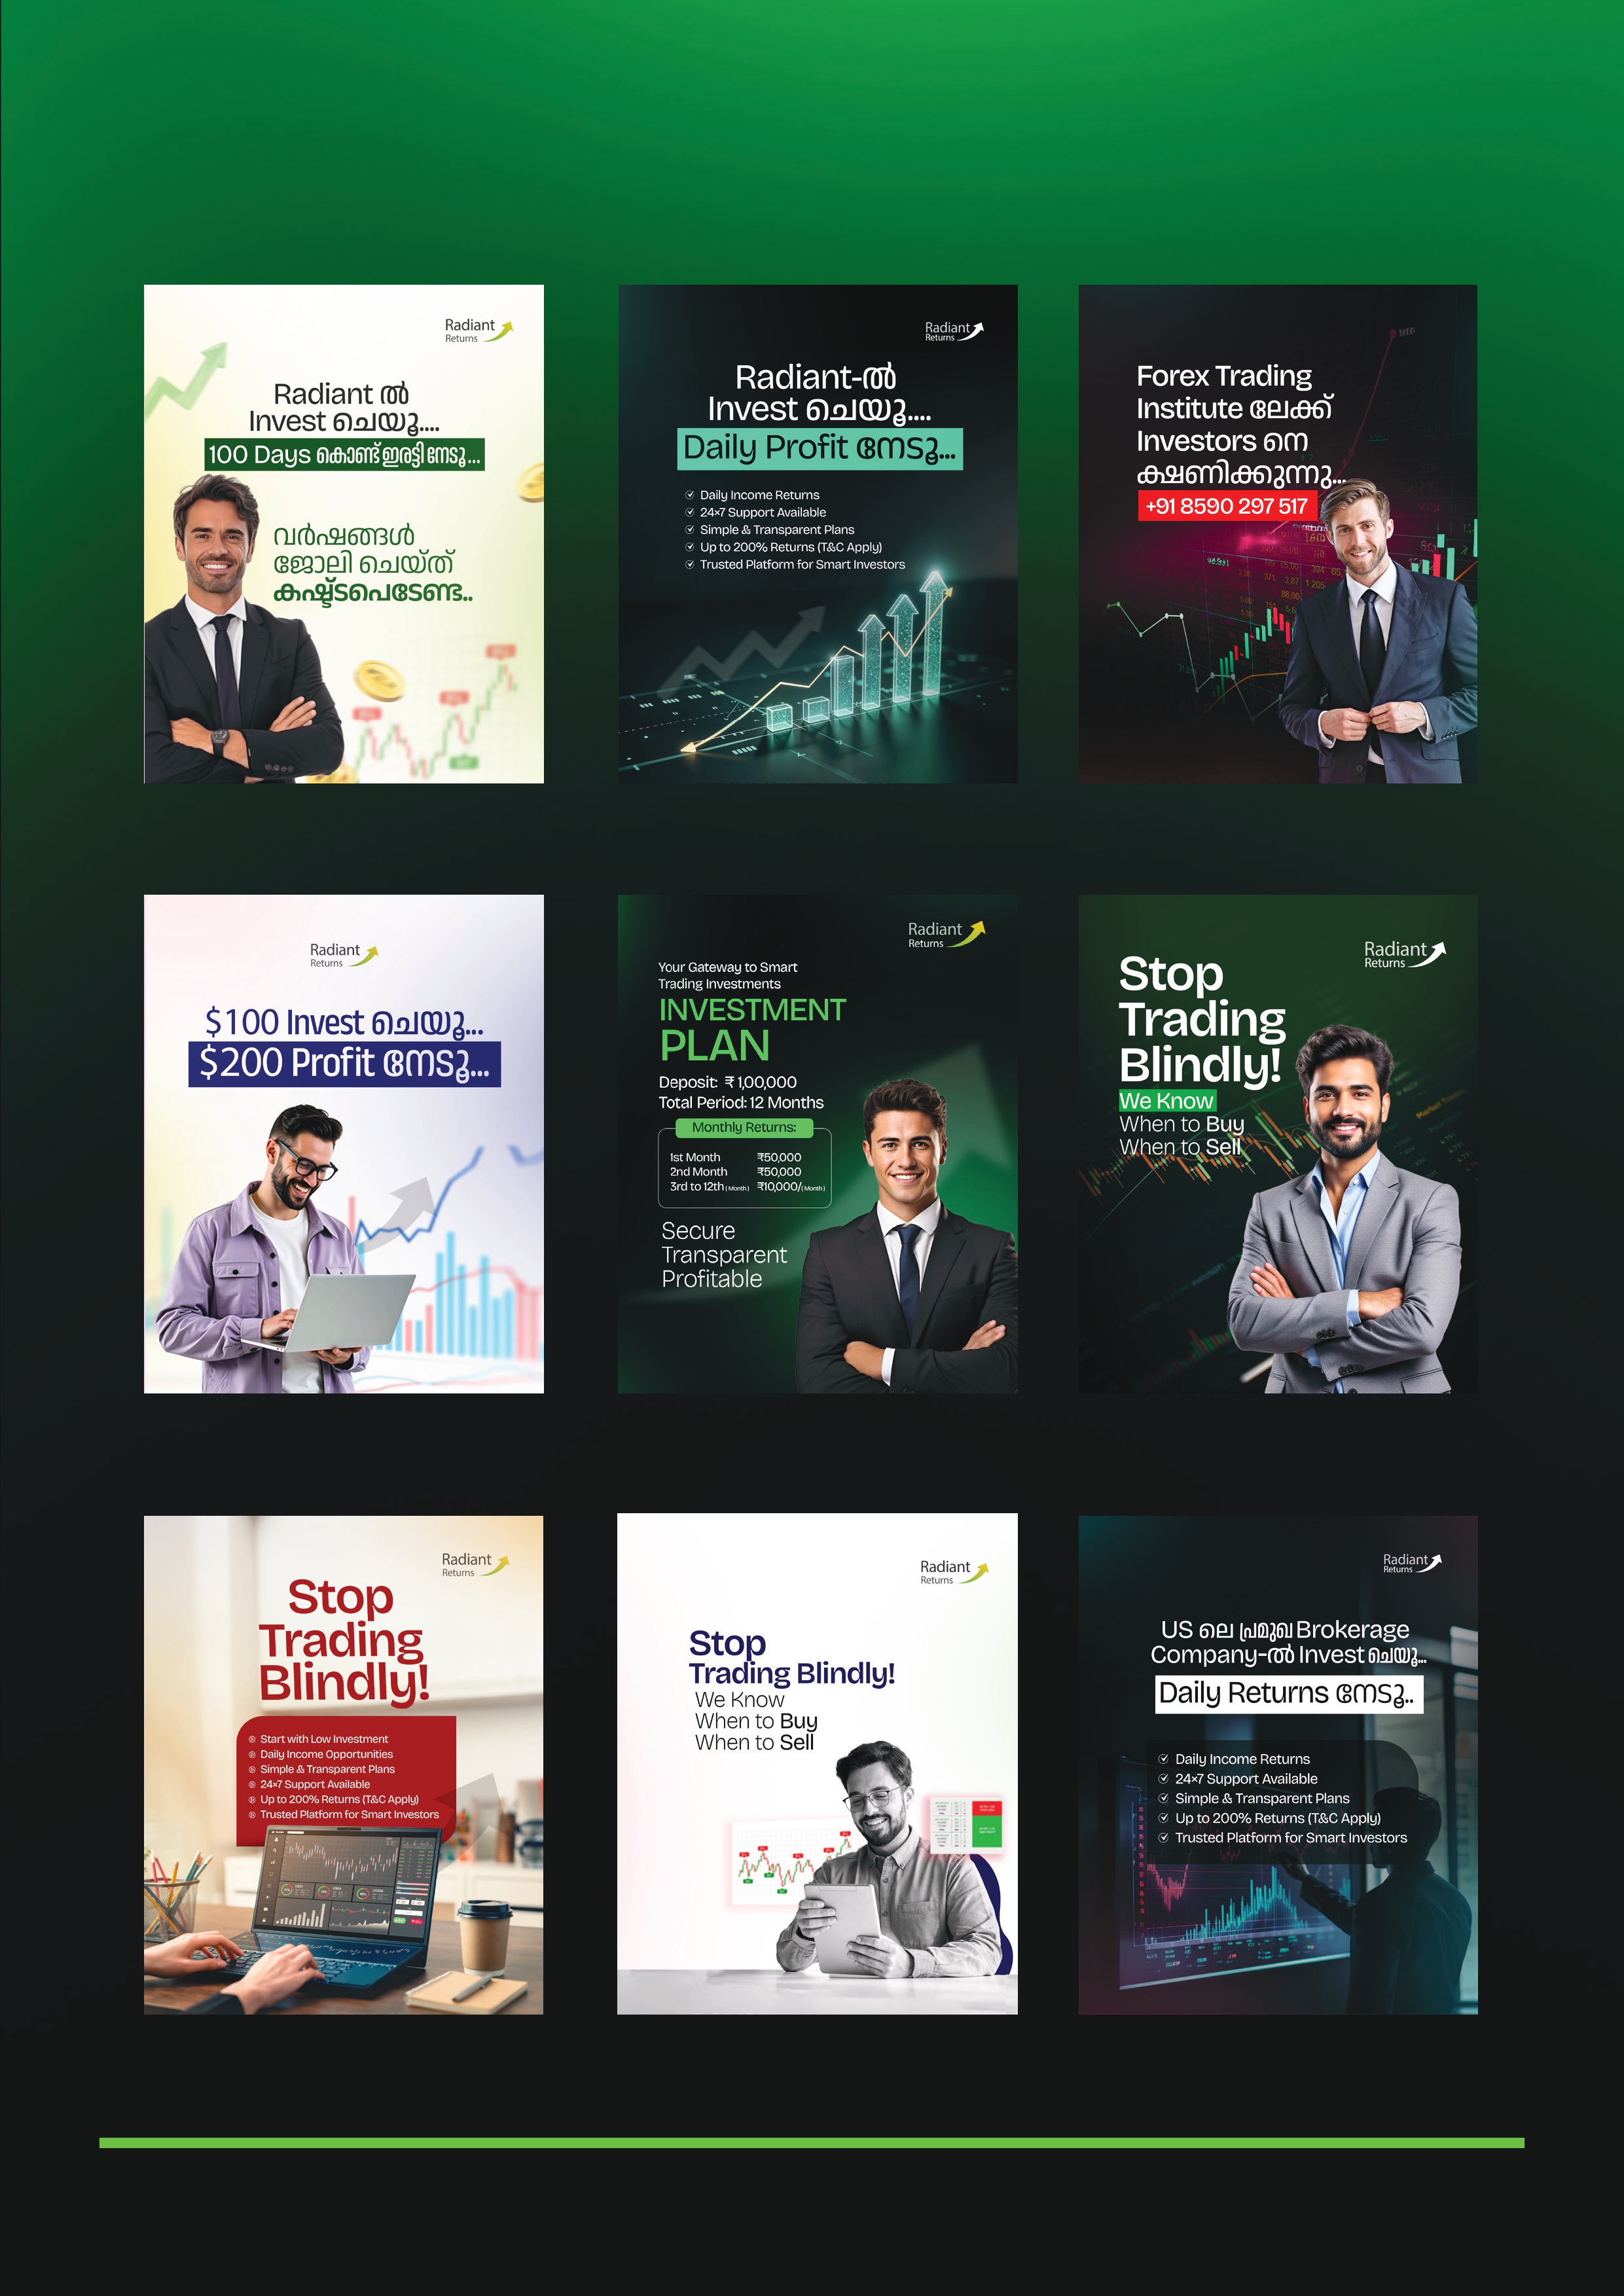 Radiant
Returns
Radiant ൽ
Invest ചെയൂ....
100 Days കൊണ്ട് ഇരട്ടി നേടൂ...
വർഷങ്ങൾ
ജോലി ചെയ്ത്
കഷ്ട്ടപെടേണ്ട..
Radiant
Returns
Radiant-ൽ
Invest ചെയൂ....
Daily Profit നേടൂ...
Daily Income Returns
24×7 Support Available
Simple & Transparent Plans
Up to 200% Returns (T&C Apply)
Trusted Platform for Smart Investors
Forex Trading
Institute ലേക്ക്
Investors നെ
ക്ഷണിക്കുന്നു...
+91 8590 297 517
Radiant
Returns
$100 Invest ചെയൂ...
$200 Profit നേടൂ...
Radiant
Returns
Your Gateway to Smart
Trading Investments
INVESTMENT
PLAN
Deposit: ₹ 1,00,000
Total Period: 12 Months
Monthly Returns:
1st Month ₹50,000
2nd Month ₹50,000
3rd to 12th (Month) ₹10,000/(Month)
Secure
Transparent
Profitable
Radiant
Returns
Stop
Trading
Blindly!
We Know
When to Buy
When to Sell
Radiant
Returns
Stop
Trading
Blindly!
Start with Low Investment
Daily Income Opportunities
Simple & Transparent Plans
24×7 Support Available
Up to 200% Returns (T&C Apply)
Trusted Platform for Smart Investors
Radiant
Returns
Stop
Trading Blindly!
We Know
When to Buy
When to Sell
Radiant
Returns
US ലെ പ്രമുഖ Brokerage
Company-ൽ Invest ചെയൂ...
Daily Returns നേടൂ..
Daily Income Returns
24×7 Support Available
Simple & Transparent Plans
Up to 200% Returns (T&C Apply)
Trusted Platform for Smart Investors